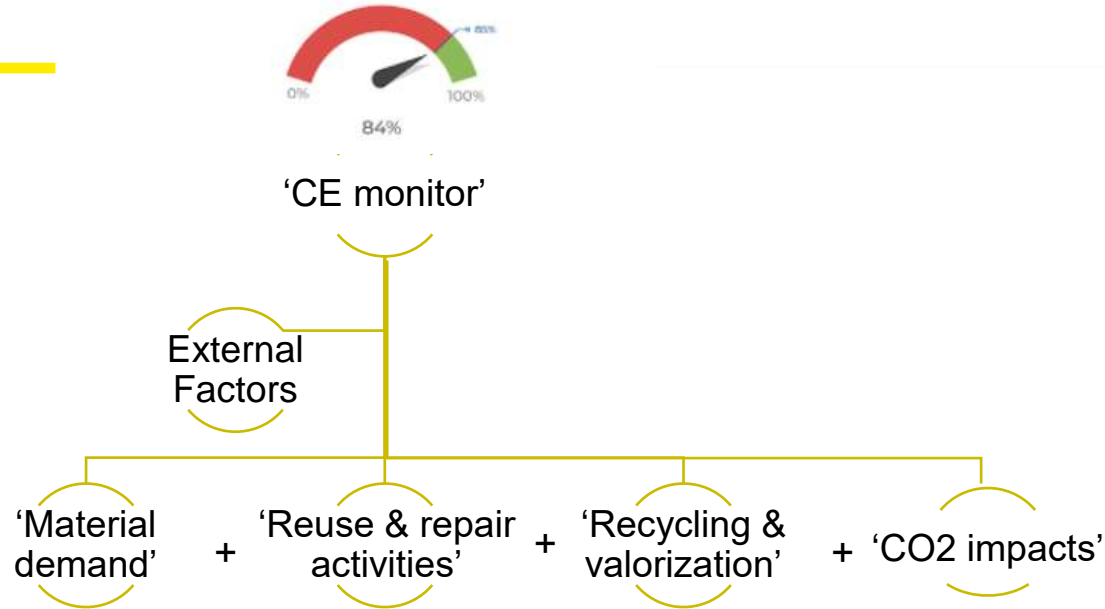 0%
100%
84%
‘CE monitor’
External
Factors
‘Material
demand’
+
‘Reuse & repair
activities’
+
‘Recycling &
valorization’
+
‘CO2 impacts’